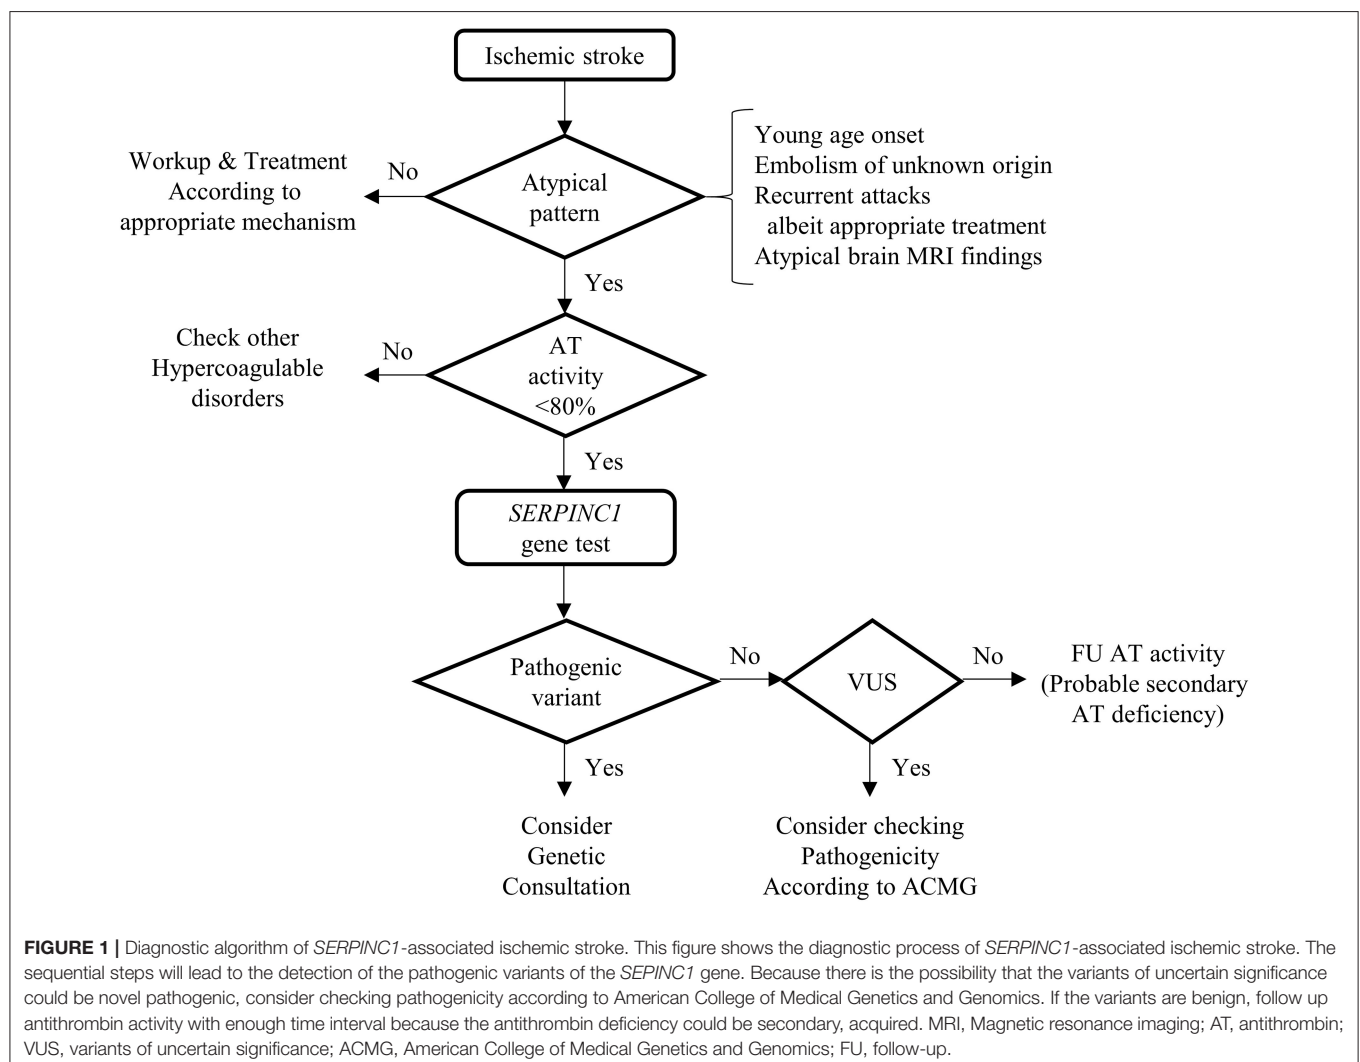 Ischemic stroke
Workup & Treatment
According to
appropriate mechanism
No
Atypical
pattern
Young age onset
Embolism of unknown origin
Recurrent attacks
albeit appropriate treatment
Atypical brain MRI findings
Yes
Check other
Hypercoagulable
disorders
No
AT
activity
<80%
Yes
SERPINC1
gene test
Pathogenic
variant
No
VUS
No
FU AT activity
(Probable secondary
AT deficiency)
Yes
Yes
Consider
Genetic
Consultation
Consider checking
Pathogenicity
According to ACMG
FIGURE 1 | Diagnostic algorithm of SERPINC1-associated ischemic stroke. This figure shows the diagnostic process of SERPINC1-associated ischemic stroke. The
sequential steps will lead to the detection of the pathogenic variants of the SEPINC1 gene. Because there is the possibility that the variants of uncertain significance
could be novel pathogenic, consider checking pathogenicity according to American College of Medical Genetics and Genomics. If the variants are benign, follow up
antithrombin activity with enough time interval because the antithrombin deficiency could be secondary, acquired. MRI, Magnetic resonance imaging; AT, antithrombin;
VUS, variants of uncertain significance; ACMG, American College of Medical Genetics and Genomics; FU, follow-up.